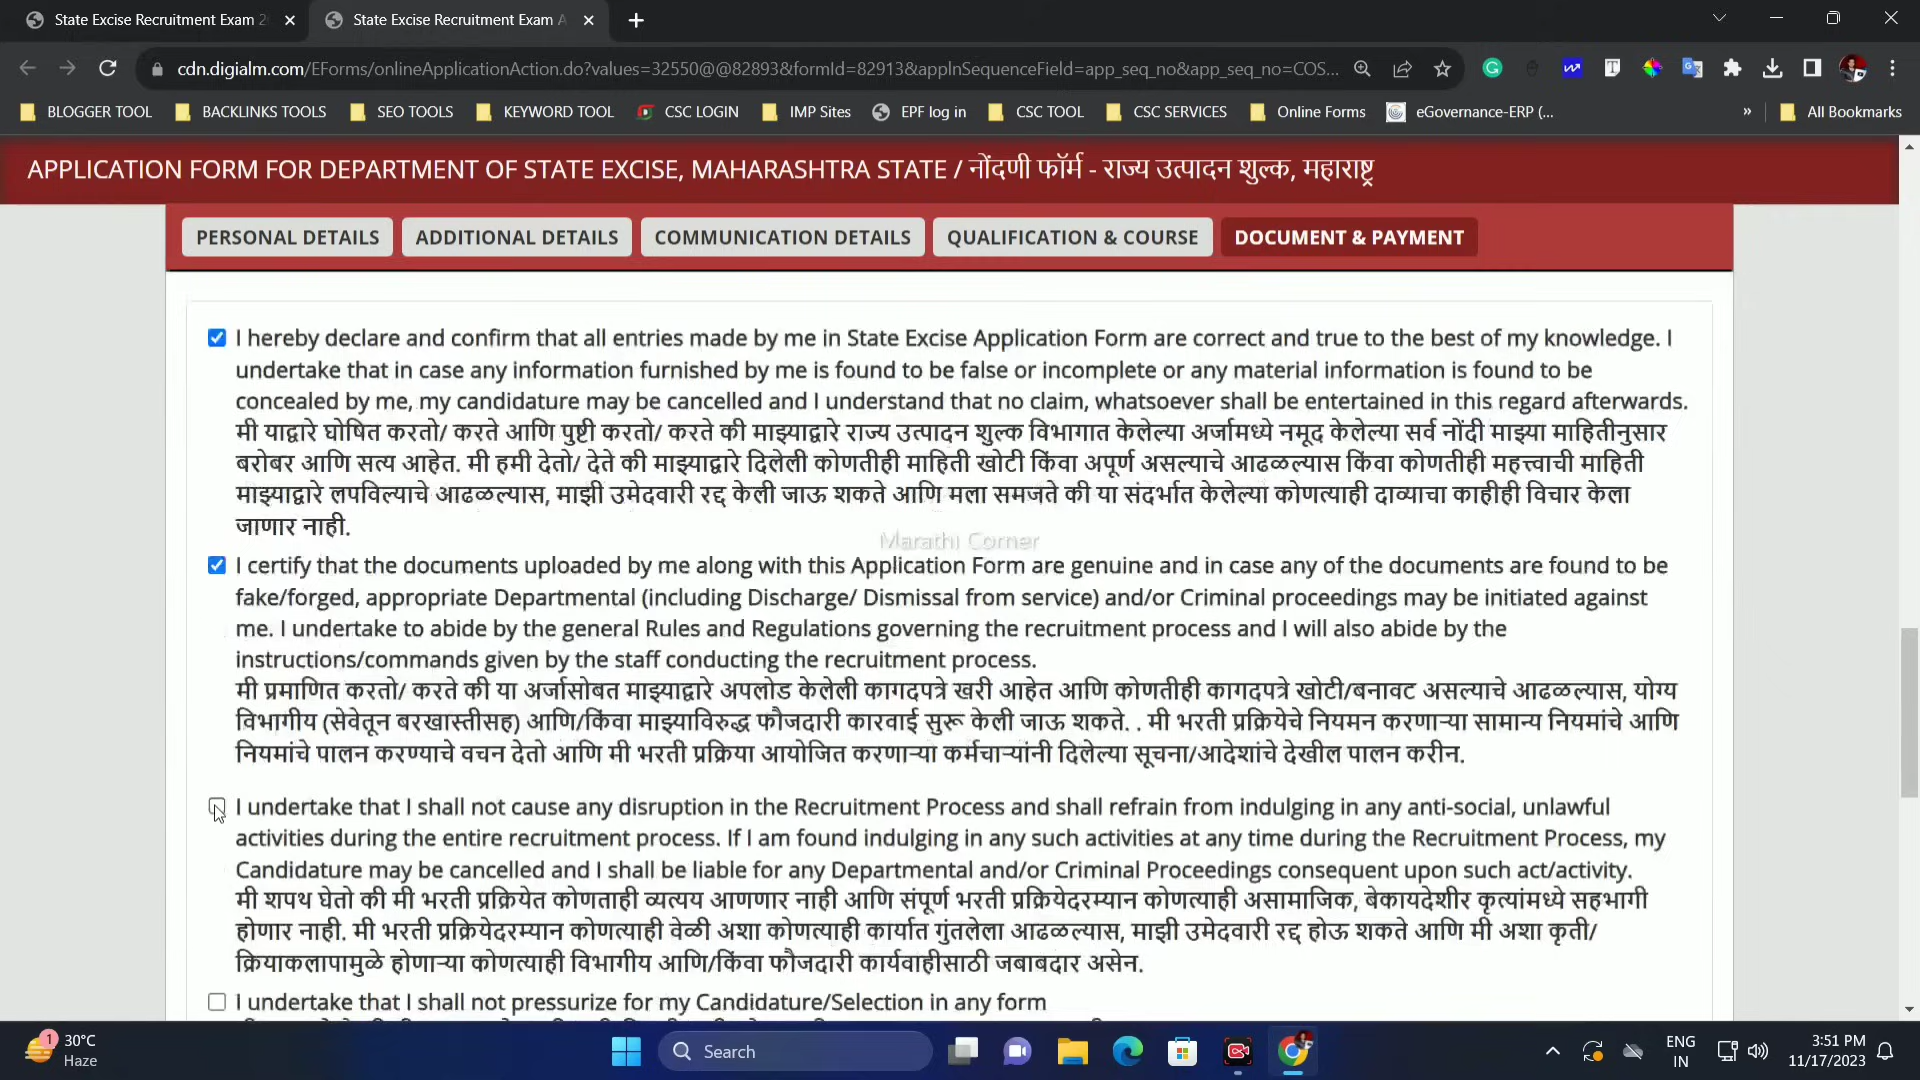 State Excise Recruitment Exam 2
State Excise Recruitment Exam A
cdn.digialm.com/EForms/onlineApplicationAction.do?values=32550@@82893&formId=82913&applnSequenceField=app_seq_no&app_seq_no=COS...
BLOGGER TOOL
BACKLINKS TOOLS
SEO TOOLS
KEYWORD TOOL
CSC LOGIN
IMP Sites
EPF log in
CSC TOOL
CSC SERVICES
Online Forms
eGovernance-ERP (...
»
All Bookmarks
APPLICATION FORM FOR DEPARTMENT OF STATE EXCISE, MAHARASHTRA STATE / नोंदणी फॉर्म - राज्य उत्पादन शुल्क, महाराष्ट्र
PERSONAL DETAILS
ADDITIONAL DETAILS
COMMUNICATION DETAILS
QUALIFICATION & COURSE
DOCUMENT & PAYMENT
I hereby declare and confirm that all entries made by me in State Excise Application Form are correct and true to the best of my knowledge. I
undertake that in case any information furnished by me is found to be false or incomplete or any material information is found to be
concealed by me, my candidature may be cancelled and I understand that no claim, whatsoever shall be entertained in this regard afterwards.
मी याद्वारे घोषित करतो/ करते आणि पुष्टी करतो/ करते की माझ्याद्वारे राज्य उत्पादन शुल्क विभागात केलेल्या अर्जामध्ये नमूद केलेल्या सर्व नोंदी माझ्या माहितीनुसार
बरोबर आणि सत्य आहेत. मी हमी देतो/ देते की माझ्याद्वारे दिलेली कोणतीही माहिती खोटी किंवा अपूर्ण असल्याचे आढळल्यास किंवा कोणतीही महत्त्वाची माहिती
माझ्याद्वारे लपविल्याचे आढळल्यास, माझी उमेदवारी रद्द केली जाऊ शकते आणि मला समजते की या संदर्भात केलेल्या कोणत्याही दाव्याचा काहीही विचार केला
जाणार नाही.
Marathi Corner
I certify that the documents uploaded by me along with this Application Form are genuine and in case any of the documents are found to be
fake/forged, appropriate Departmental (including Discharge/ Dismissal from service) and/or Criminal proceedings may be initiated against
me. I undertake to abide by the general Rules and Regulations governing the recruitment process and I will also abide by the
instructions/commands given by the staff conducting the recruitment process.
मी प्रमाणित करतो/ करते की या अर्जासोबत माझ्याद्वारे अपलोड केलेली कागदपत्रे खरी आहेत आणि कोणतीही कागदपत्रे खोटी/बनावट असल्याचे आढळल्यास, योग्य
विभागीय (सेवेतून बरखास्तीसह) आणि/किंवा माझ्याविरुद्ध फौजदारी कारवाई सुरू केली जाऊ शकते. . मी भरती प्रक्रियेचे नियमन करणाऱ्या सामान्य नियमांचे आणि
नियमांचे पालन करण्याचे वचन देतो आणि मी भरती प्रक्रिया आयोजित करणाऱ्या कर्मचाऱ्यांनी दिलेल्या सूचना/आदेशांचे देखील पालन करीन.
I undertake that I shall not cause any disruption in the Recruitment Process and shall refrain from indulging in any anti-social, unlawful
activities during the entire recruitment process. If I am found indulging in any such activities at any time during the Recruitment Process, my
Candidature may be cancelled and I shall be liable for any Departmental and/or Criminal Proceedings consequent upon such act/activity.
मी शपथ घेतो की मी भरती प्रक्रियेत कोणताही व्यत्यय आणणार नाही आणि संपूर्ण भरती प्रक्रियेदरम्यान कोणत्याही असामाजिक, बेकायदेशीर कृत्यांमध्ये सहभागी
होणार नाही. मी भरती प्रक्रियेदरम्यान कोणत्याही वेळी अशा कोणत्याही कार्यात गुंतलेला आढळल्यास, माझी उमेदवारी रद्द होऊ शकते आणि मी अशा कृती/
क्रियाकलापामुळे होणाऱ्या कोणत्याही विभागीय आणि/किंवा फौजदारी कार्यवाहीसाठी जबाबदार असेन.
I undertake that I shall not pressurize for my Candidature/Selection in any form
1
30°C
Haze
Search
ENG
IN
3:51 PM
11/17/2023